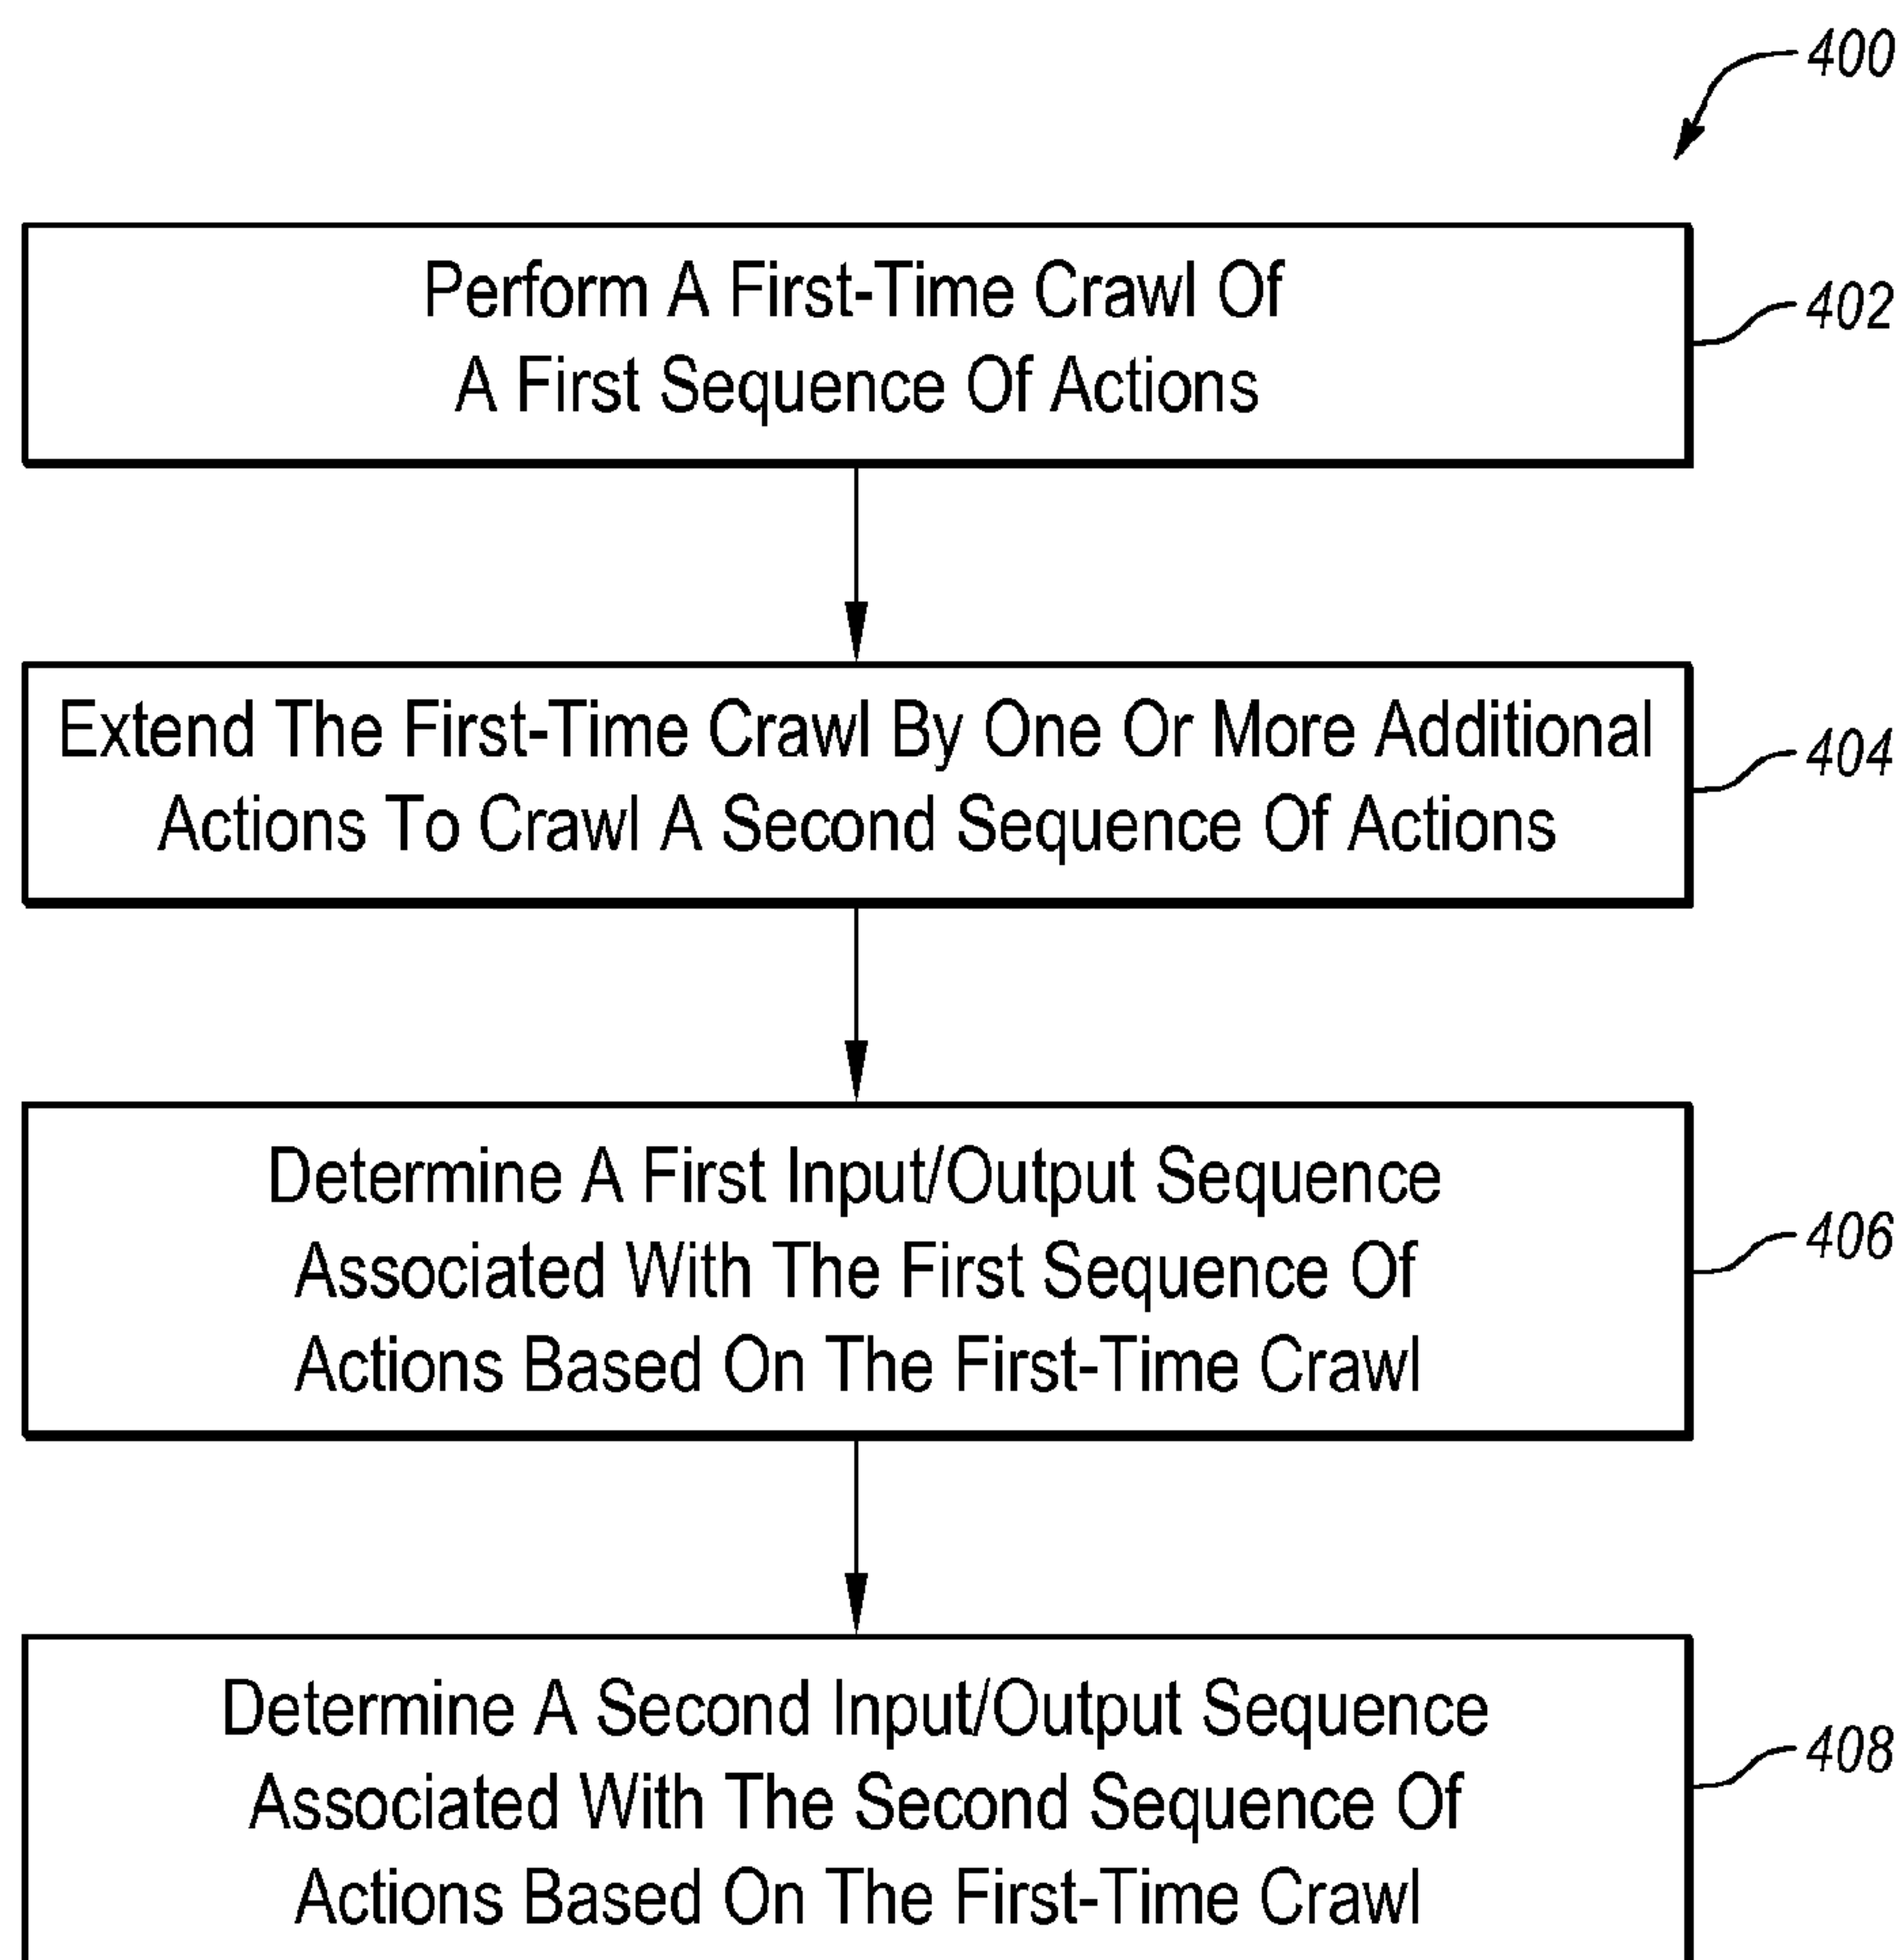 400
Perform A First-Time Crawl Of
A First Sequence Of Actions
402
Extend The First-Time Crawl By One Or More Additional
Actions To Crawl A Second Sequence Of Actions
404
Determine A First Input/Output Sequence
Associated With The First Sequence Of
Actions Based On The First-Time Crawl
406
Determine A Second Input/Output Sequence
Associated With The Second Sequence Of
Actions Based On The First-Time Crawl
408